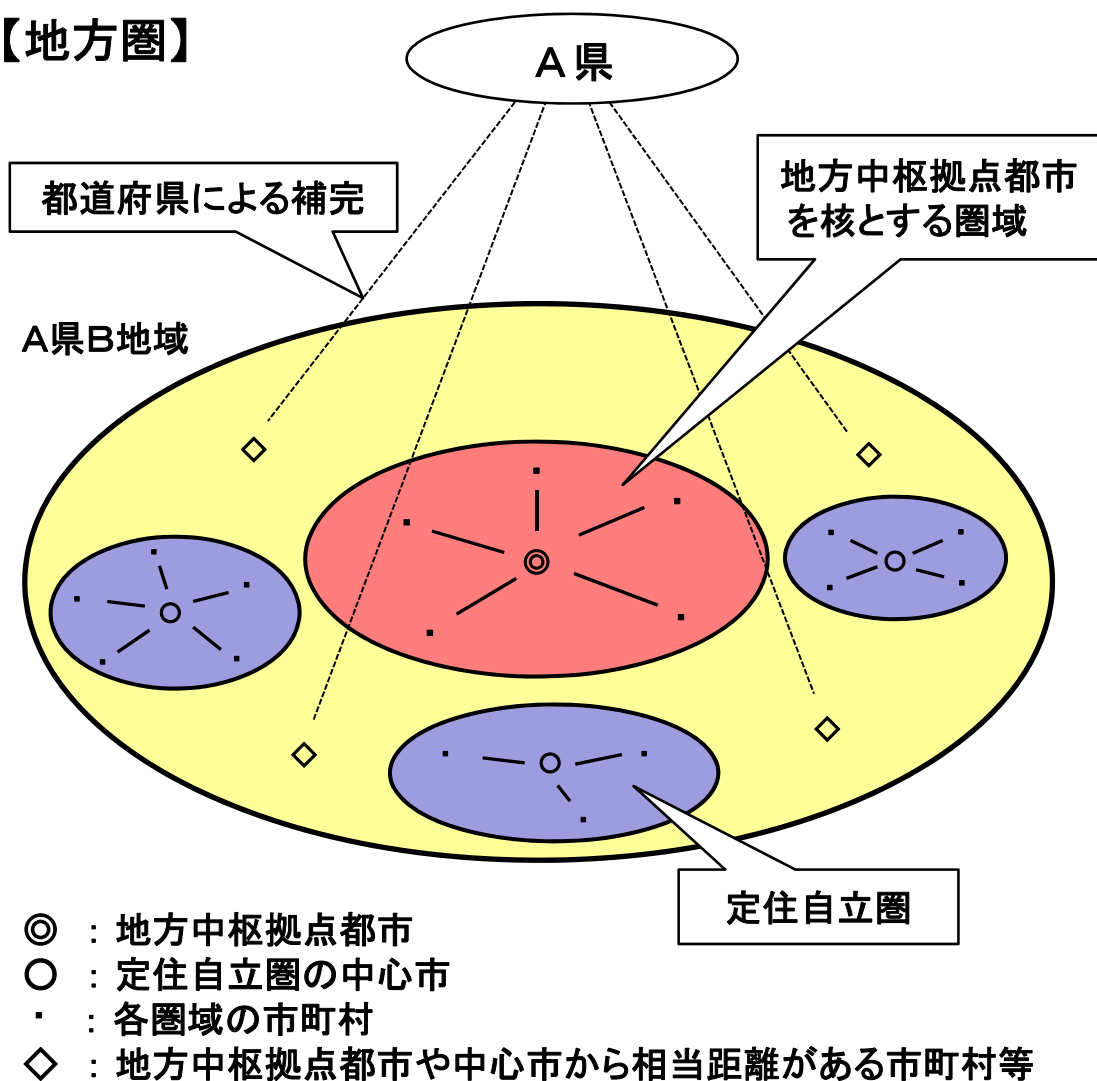 【地方圏】
A県
都道府県による補完
地方中枢拠点都市
を核とする圏域
A県B地域
定住自立圏
◎ : 地方中枢拠点都市
○ : 定住自立圏の中心市
・ : 各圏域の市町村
◇ : 地方中枢拠点都市や中心市から相当距離がある市町村等